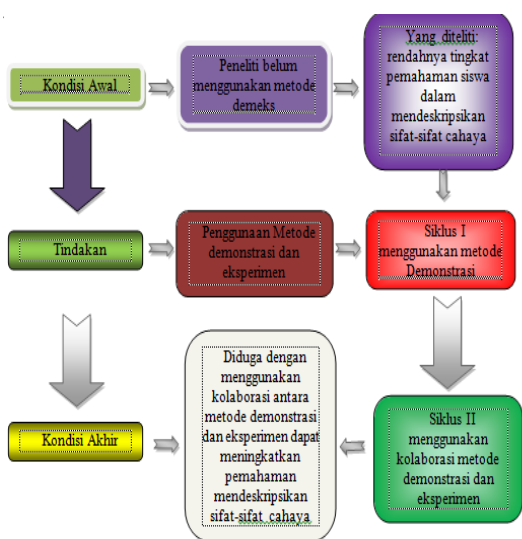 Kondisi Awal
Peneliti belum
menggunakan metode
demeks
Yang diteliti:
rendahnya tingkat
pemahaman siswa
dalam
mendeskripsikan
sifat-sifat cahaya
Tindakan
Penggunaan Metode
demonstrasi dan
eksperimen
Siklus I
menggunakan metode
Demonstrasi
Kondisi Akhir
Diduga dengan
menggunakan
kolaborasi antara
metode demonstrasi
dan eksperimen dapat
meningkatkan
pemahaman
mendeskripsikan
sifat-sifat cahaya
Siklus II
menggunakan
kolaborasi metode
demonstrasi dan
eksperimen